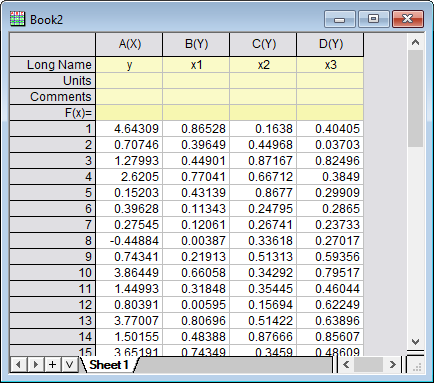 Book2
A(X) B(Y) C(Y) D(Y)
Long Name y x1 x2 x3
Units
Comments
F(x)=
1 4.64309 0.86528 0.1638 0.40405
2 0.70746 0.39649 0.44968 0.03703
3 1.27993 0.44901 0.87167 0.82496
4 2.6205 0.77041 0.66712 0.3849
5 0.15203 0.43139 0.8677 0.29909
6 0.39628 0.11343 0.24795 0.2865
7 0.27545 0.12061 0.26741 0.23733
8 -0.44884 0.00387 0.33618 0.27017
9 0.74341 0.21913 0.51313 0.59356
10 3.86449 0.66058 0.34292 0.79517
11 1.44993 0.31848 0.35445 0.46044
12 0.80391 0.00595 0.15694 0.62249
13 3.77007 0.80696 0.51422 0.63896
14 1.50155 0.48388 0.87666 0.85607
15 3.65191 0.74349 0.3459 0.48609
Sheet1